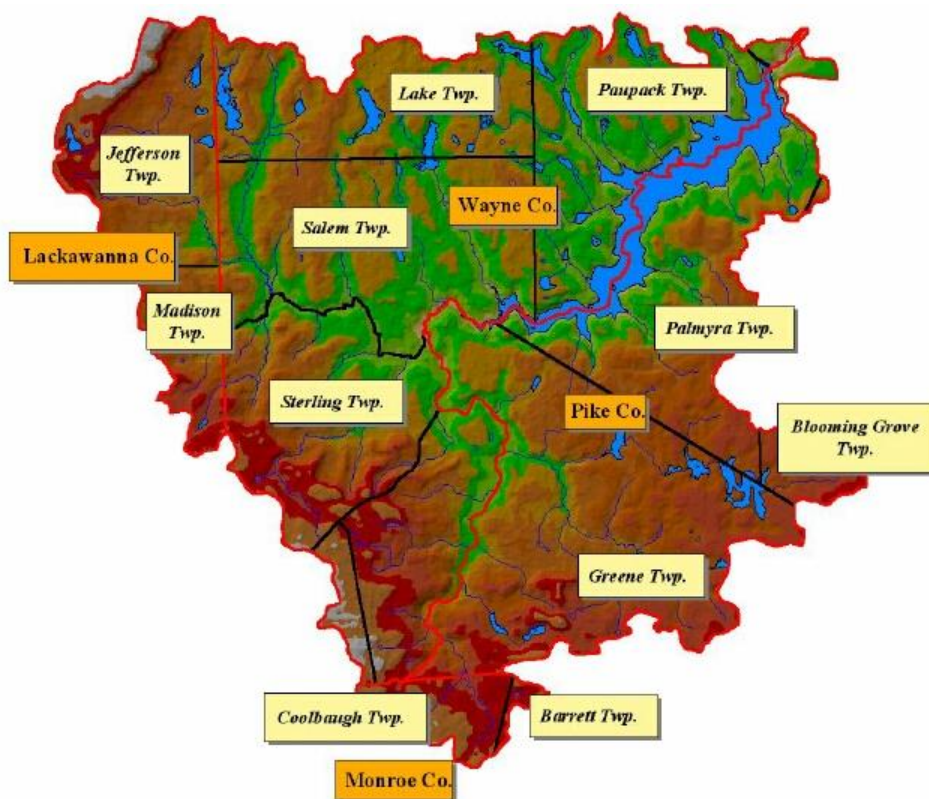 Lake Twp.
Paupack Twp.
Jefferson
Twp.
Wayne Co.
Salem Twp.
Lackawanna Co.
Madison
Twp.
Palmyra Twp.
Sterling Twp.
Pike Co.
Blooming Grove
Twp.
Greene Twp.
Coolbaugh Twp.
Barrett Twp.
Monroe Co.